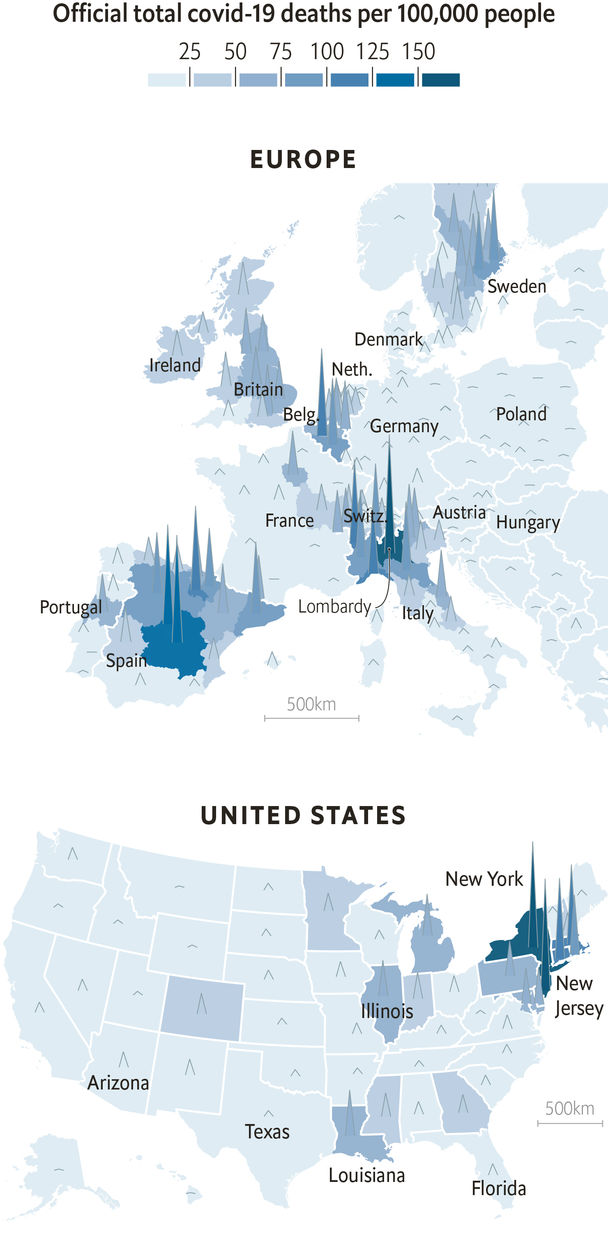 Official total covid-19 deaths per 100,000 people
25 50 75 100 125 150
EUROPE
Sweden
Denmark
Ireland
Neth.
Britain
Belg.
Poland
Germany
France
Switz.
Austria
Hungary
Portugal
Lombardy
Italy
Spain
500km
UNITED STATES
New York
New
Jersey
Illinois
Arizona
500km
Texas
Louisiana
Florida